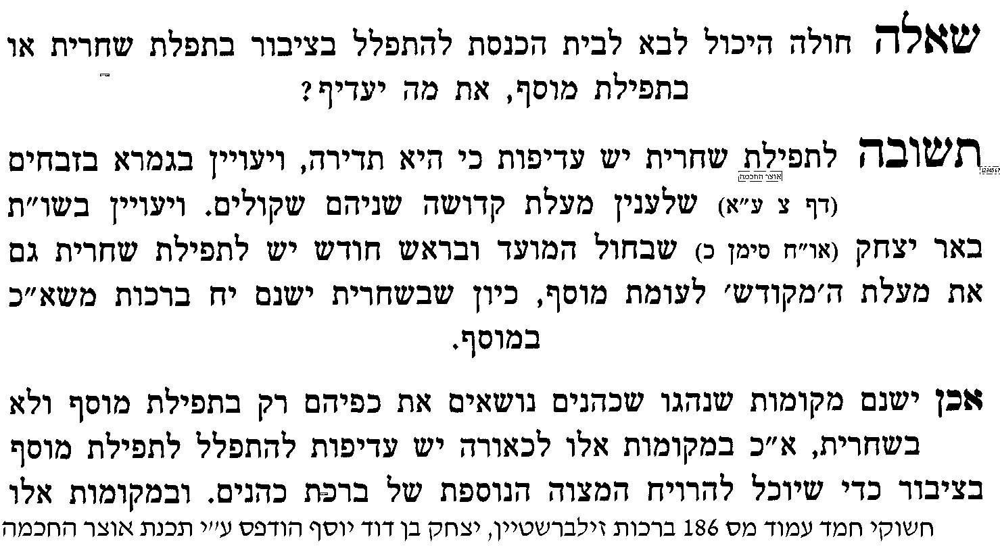 שאלה חולה היכול לבא לבית הכנסת להתפלל בציבור בתפלת שחרית או
בתפילת מוסף, את מה יעדיף?
תשובה לתפילת שחרית יש עדיפות כי היא תדירה, ויעויין בגמרא בזבחים
אוצר החכמה
1234567
(דף צ ע״א) שלענין מעלת קדושה שניהם שקולים. ויעויין בשו״ת
באר יצחק (או״ח סימן כ) שבחול המועד ובראש חודש יש לתפילת שחרית גם
את מעלת ה׳מקודש׳ לעומת מוסף, כיון שבשחרית ישנם יח ברכות משא״כ
במוסף.
אכן ישנם מקומות שנהגו שכהנים נושאים את כפיהם רק בתפילת מוסף ולא
בשחרית, א״כ במקומות אלו לכאורה יש עדיפות להתפלל לתפילת מוסף
בציבור כדי שיוכל להרויח המצוה הנוספת של ברכת כהנים. ובמקומות אלו
חשוקי חמד עמוד מס 186 ברכות זילברשטיין, יצחק בן דוד יוסף הודפס ע״י תכנת אוצר החכמה